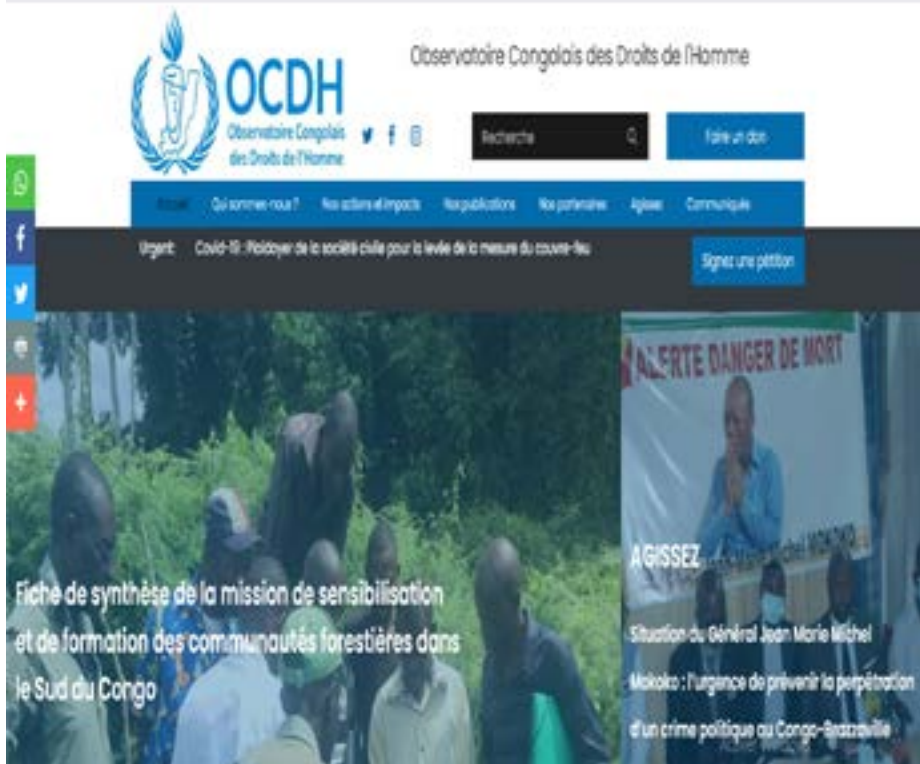 OCDH
Observatoire Congolais
des Droits de l'Homme
Observatoire Congolais des Droits de l'Homme
Recherche
Faire un don
Accueil
Qui sommes-nous ?
Nos actions et impacts
Nos publications
Nos partenaires
Agissez
Communiqués
Urgent: Covid-19 : Plaidoyer de la société civile pour la levée de la mesure du couvre-feu
Signez une pétition
ALERTE DANGER DE MORT
Fiche de synthèse de la mission de sensibilisation
et de formation des communautés forestières dans
le Sud du Congo
AGISSEZ
Situation du Général Jean Marie Michel
Mokoko : l'urgence de prévenir la perpétration
d'un crime politique au Congo-Brazzaville